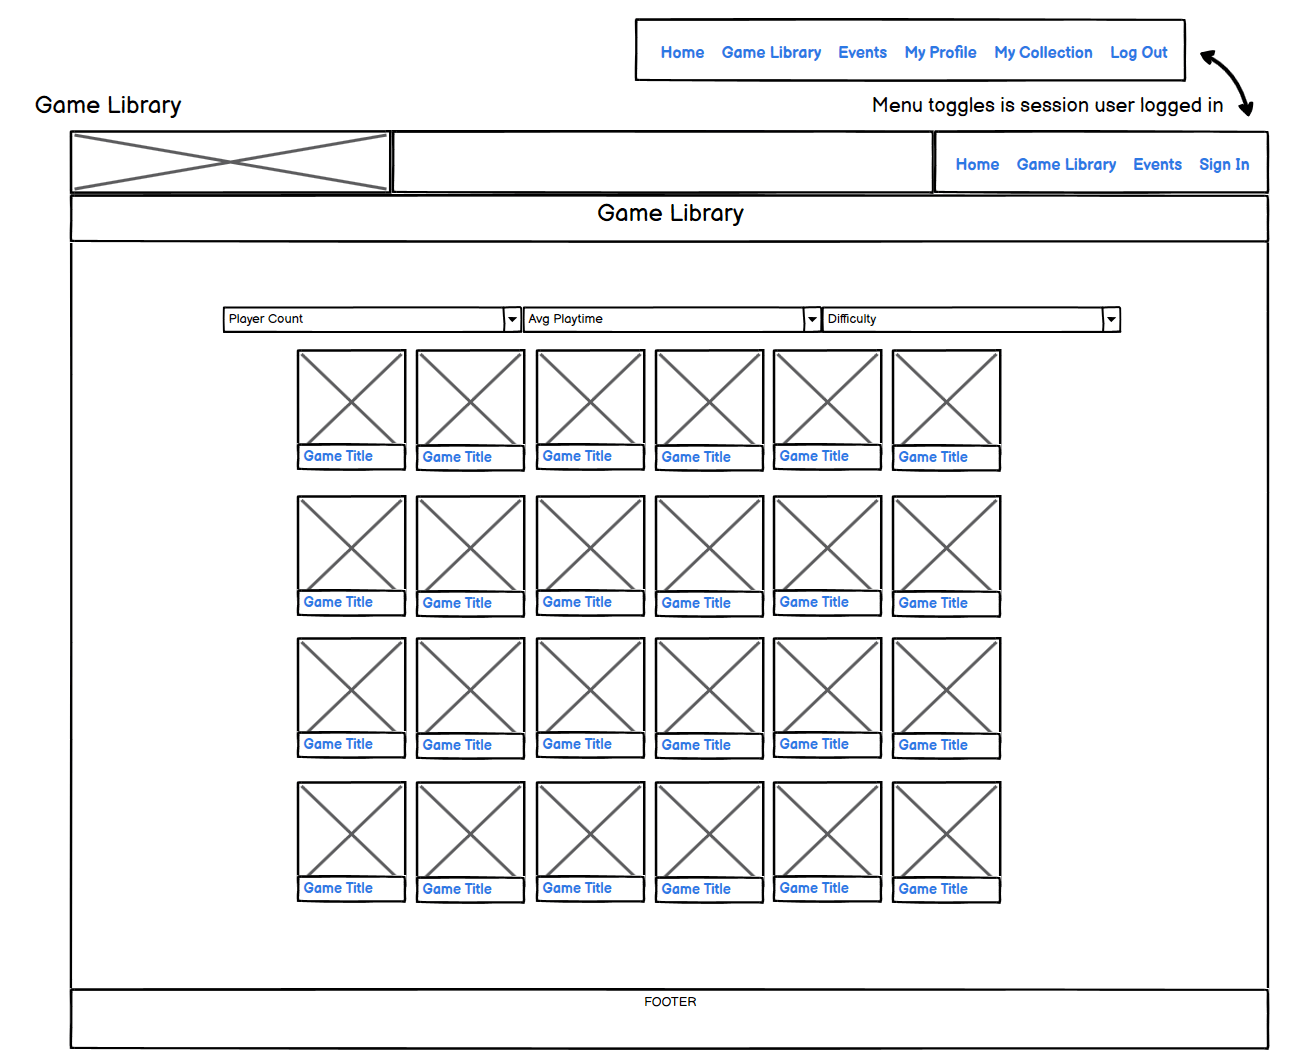 Home Game Library Events My Profile My Collection Log Out
Game Library
Menu toggles is session user logged in
Home Game Library Events Sign In
Game Library
Player Count Avg Playtime Difficulty
Game Title Game Title Game Title Game Title Game Title Game Title
Game Title Game Title Game Title Game Title Game Title Game Title
Game Title Game Title Game Title Game Title Game Title Game Title
Game Title Game Title Game Title Game Title Game Title Game Title
FOOTER